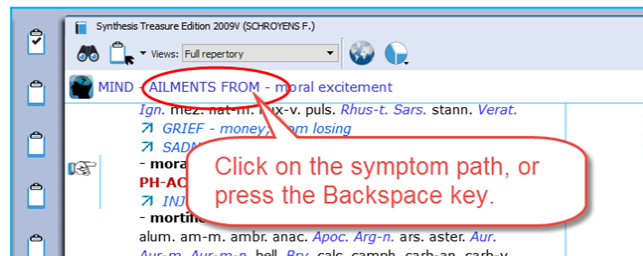 Synthesis Treasure Edition 2009V (SCHROYENS F.)
Views: Full repertory
MIND - AILMENTS FROM - moral excitement
Ign. mez. nat-m. nux-v. puls. Rhus-t. Sars. stann. Verat.
GRIEF - money, from losing
SADN
- mora
PH-AC
INJ
- mortif
alum. am-m. ambr. anac. Apoc. Arg-n. ars. aster. Aur.
Aur-m. Aur-m-n. bell. Bry. calc. camph. carb-an. carb-v.
Click on the symptom path, or
press the Backspace key.